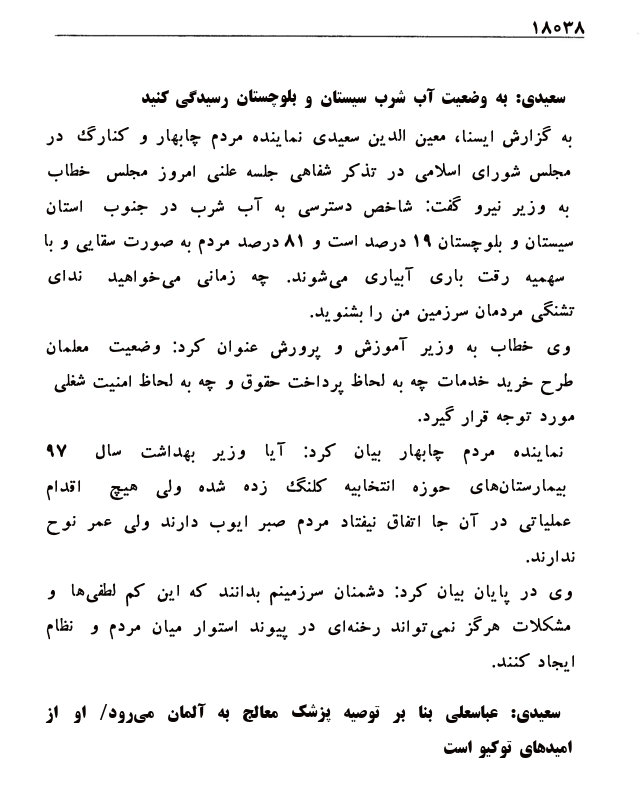 ۱۸۰۳۸
سعیدی: به وضعیت آب شرب سیستان و بلوچستان رسیدگی کنید
به گزارش ایسنا، معین الدین سعیدی نماینده مردم چابهار و کنارگ در
مجلس شورای اسلامی در تذکر شفاهی جلسه علنی امروز مجلس خطاب
به وزیر نیرو گفت: شاخص دسترسی به آب شرب در جنوب استان
سیستان و بلوچستان ۱۹ درصد است و ۸۱ درصد مردم به صورت سقایی و با
سهمیه رقت باری آبیاری می‌شوند. چه زمانی می‌خواهید ندای
تشنگی مردمان سرزمین من را بشنوید.
وی خطاب به وزیر آموزش و پرورش عنوان کرد: وضعیت معلمان
طرح خرید خدمات چه به لحاظ پرداخت حقوق و چه به لحاظ امنیت شغلی
مورد توجه قرار گیرد.
نماینده مردم چابهار بیان کرد: آیا وزیر بهداشت سال ۹۷
بیمارستان‌های حوزه انتخابیه کلنگ زده شده ولی هیچ اقدام
عملیاتی در آن جا اتفاق نیفتاد مردم صبر ایوب دارند ولی عمر نوح
ندارند.
وی در پایان بیان کرد: دشمنان سرزمینم بدانند که این کم لطفی‌ها و
مشکلات هرگز نمی‌تواند رخنه‌ای در پیوند استوار میان مردم و نظام
ایجاد کنند.
سعیدی: عباسعلی بنا بر توصیه پزشک معالج به آلمان می‌رود/ او از
امیدهای توکیو است